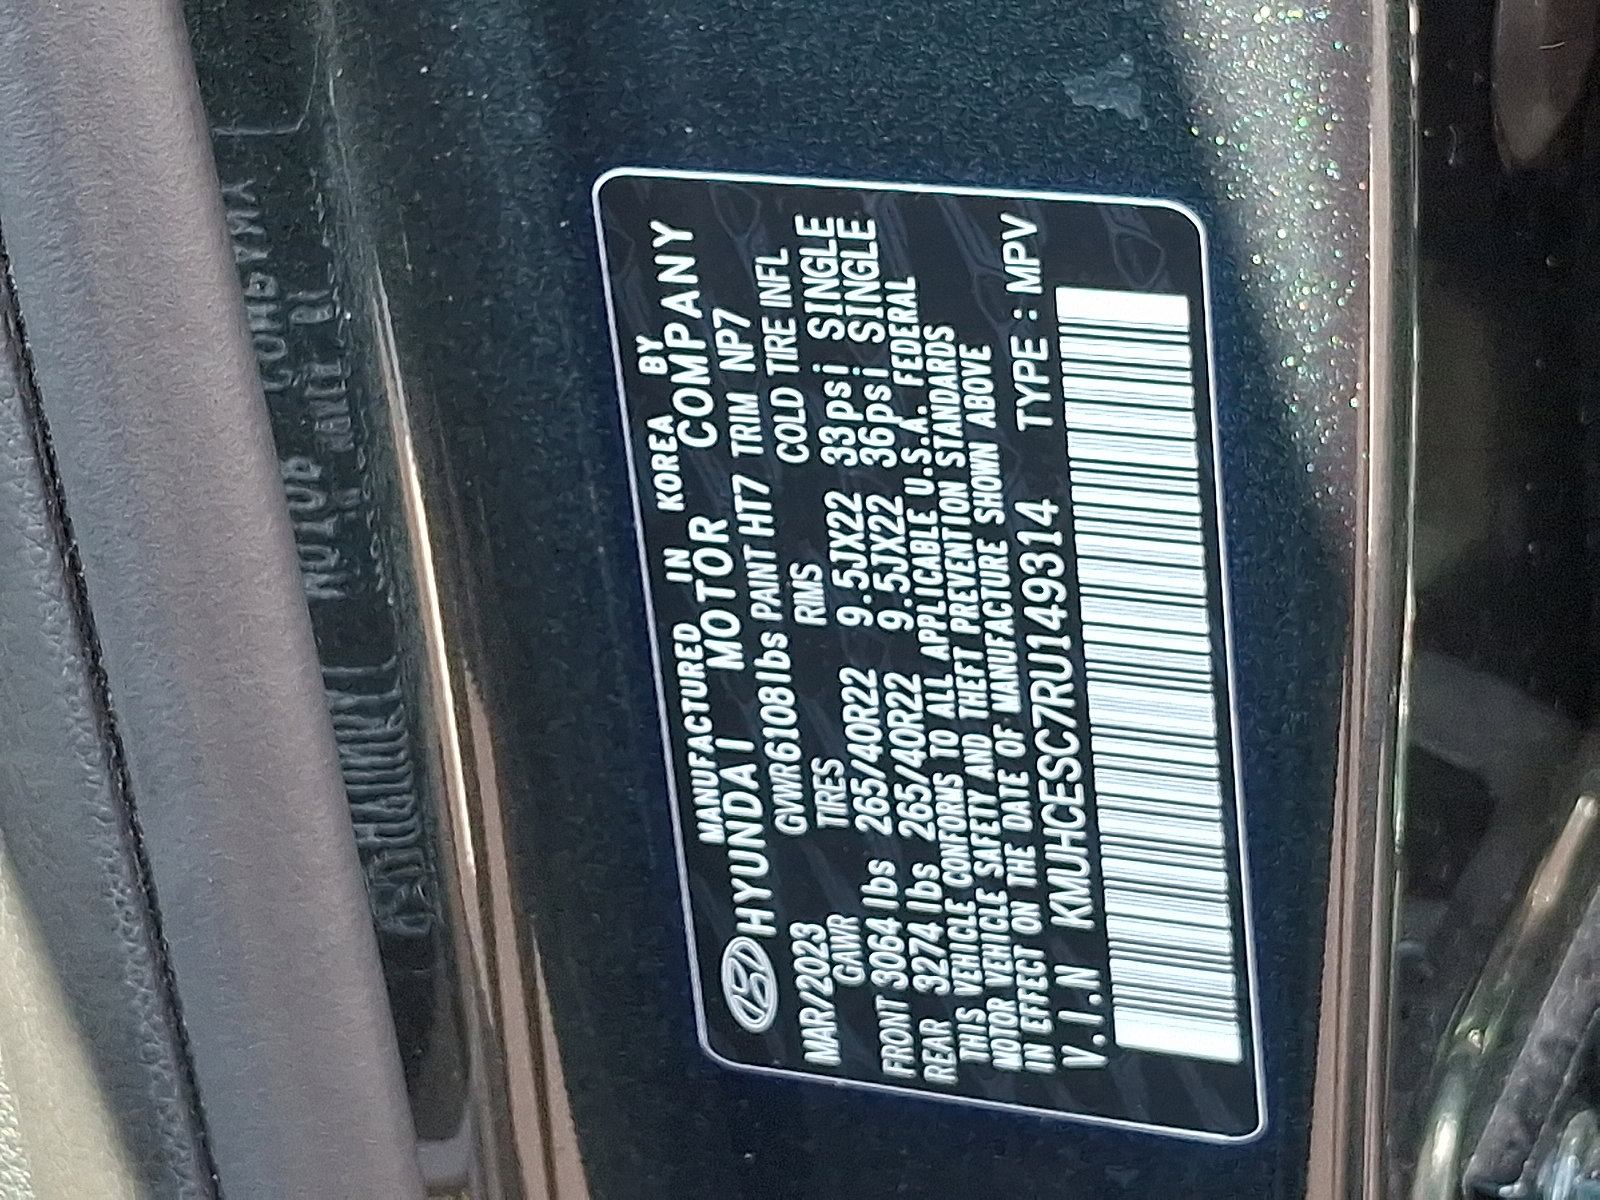 MANUFACTURED IN KOREA BY
HYUNDAI MOTOR COMPANY
MAR/2023 GVWR 6108 lbs PAINT HT7 TRIM NP7
GAWR TIRES RIMS COLD TIRE INFL
FRONT 3064 lbs 265/40R22 9.5JX22 33psi SINGLE
REAR 3274 lbs 265/40R22 9.5JX22 36psi SINGLE
THIS VEHICLE CONFORMS TO ALL APPLICABLE U.S.A. FEDERAL
MOTOR VEHICLE SAFETY AND THEFT PREVENTION STANDARDS
IN EFFECT ON THE DATE OF MANUFACTURE SHOWN ABOVE
V.I.N KMUHCESC7RU149314 TYPE : MPV